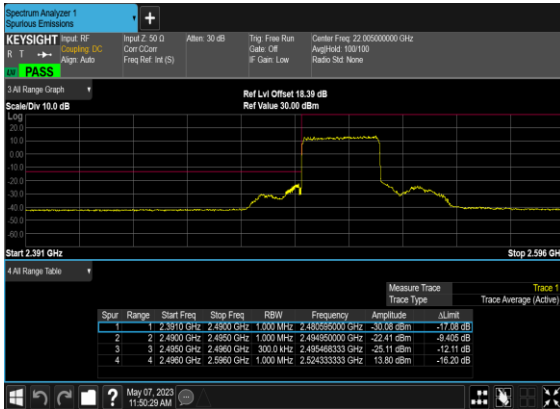 Spectrum Analyzer 1
Spurious Emissions
+
KEYSIGHT Input: RF Input Z: 50 Ω Atten: 30 dB Trig: Free Run Center Freq: 22.005000000 GHz
R T Coupling: DC Corr CCorr Gate: Off Avg|Hold: 100/100
Align: Auto Freq Ref: Int (S) IF Gain: Low Radio Std: None
PASS
3 All Range Graph
Ref Lvl Offset 18.39 dB
Scale/Div 10.0 dB Ref Value 30.00 dBm
Log
20.0
10.0
0.00
-10.0
-20.0
-30.0
-40.0
-50.0
-60.0
Start 2.391 GHz Stop 2.596 GH
4 All Range Table
Measure Trace Trace 1
Trace Type Trace Average (Active)
Spur Range Start Freq Stop Freq RBW Frequency Amplitude ΔLimit
1 1 2.3910 GHz 2.4900 GHz 1.000 MHz 2.480595000 GHz -30.08 dBm -17.08 dB
2 2 2.4900 GHz 2.4950 GHz 1.000 MHz 2.494950000 GHz -22.41 dBm -9.405 dB
3 3 2.4950 GHz 2.4960 GHz 300.0 kHz 2.495468333 GHz -25.11 dBm -12.11 dB
4 4 2.4960 GHz 2.5960 GHz 1.000 MHz 2.524333333 GHz 13.80 dBm -16.20 dB
?
May 07, 2023
11:50:29 AM